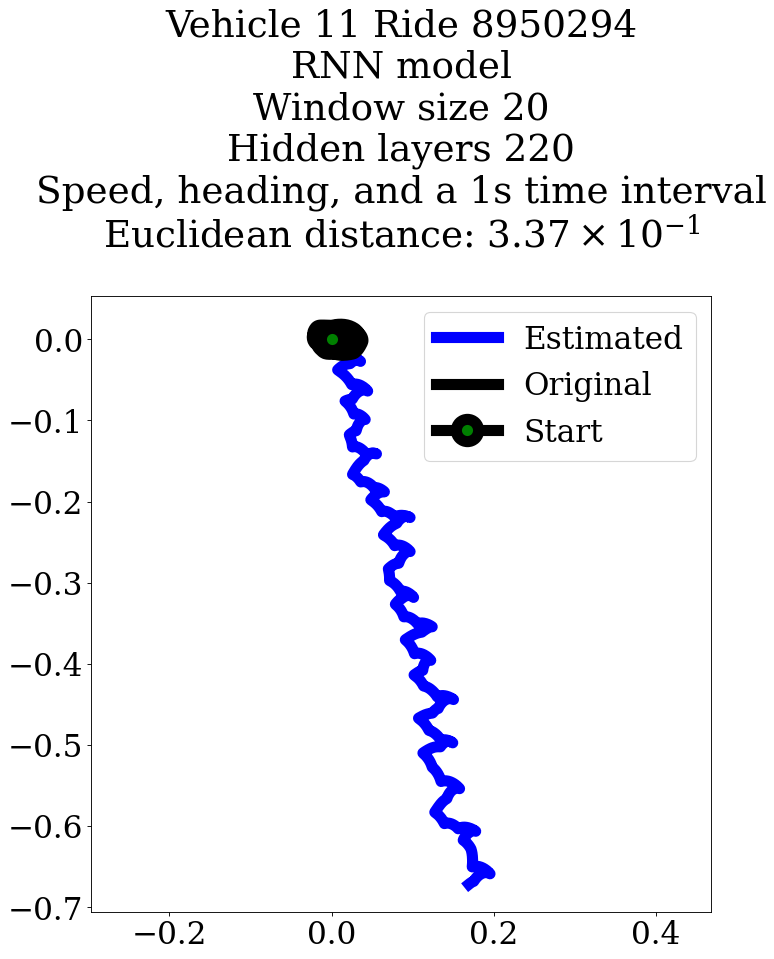 Vehicle 11 Ride 8950294
RNN model
Window size 20
Hidden layers 220
Speed, heading, and a 1s time interval
Euclidean distance: 3.37 × 10⁻¹
Estimated
Original
Start
0.0
−0.1
−0.2
−0.3
−0.4
−0.5
−0.6
−0.7
−0.2
0.0
0.2
0.4